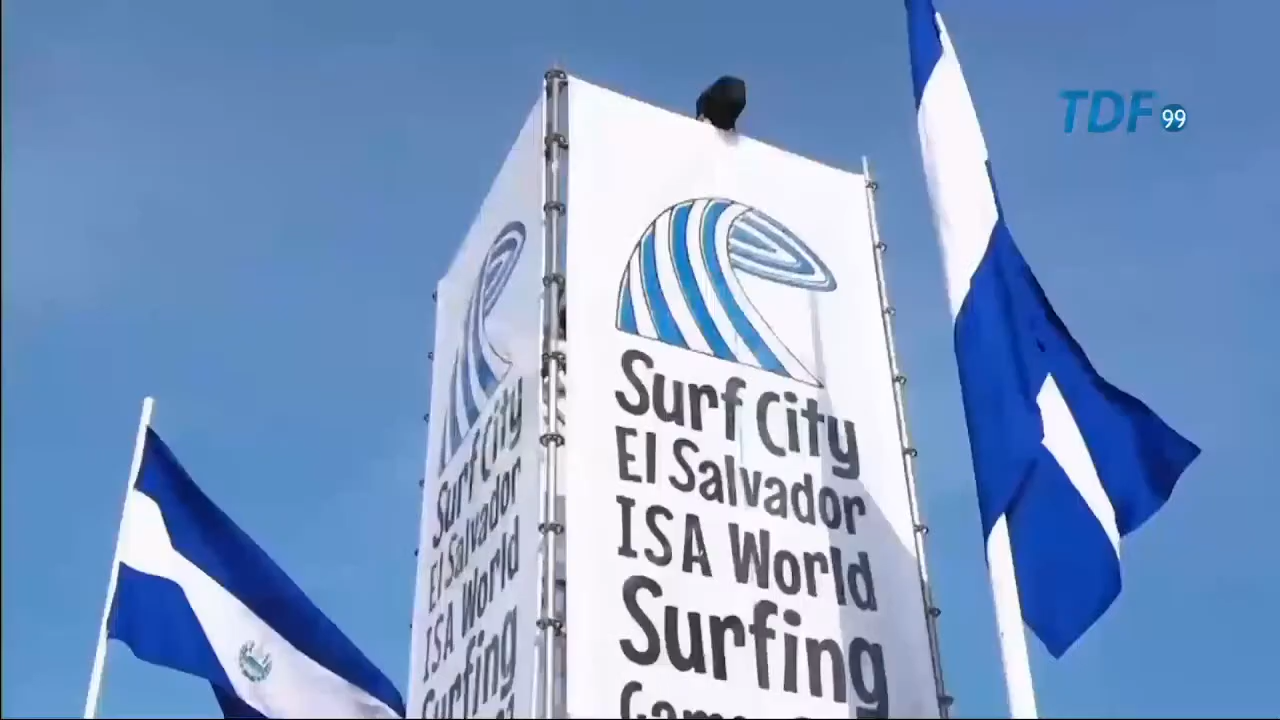 TDF 99
Surf City
El Salvador
ISA World
Surfing
Surf City
El Salvador
ISA World
Surfing